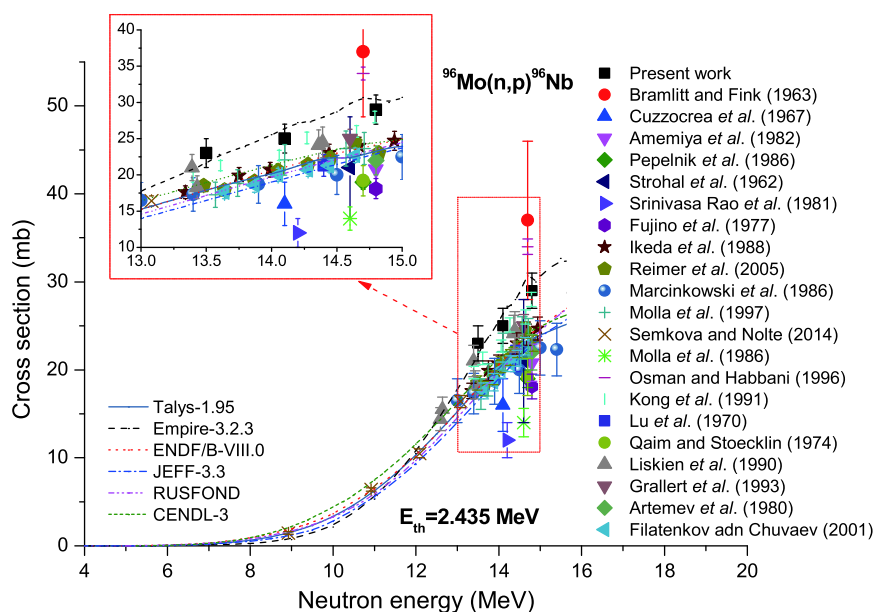 40
35
30
25
20
15
10
13.0 13.5 14.0 14.5 15.0
⁹⁶Mo(n,p)⁹⁶Nb
Present work
Bramlitt and Fink (1963)
Cuzzocrea et al. (1967)
Amemiya et al. (1982)
Pepelnik et al. (1986)
Strohal et al. (1962)
Srinivasa Rao et al. (1981)
Fujino et al. (1977)
Ikeda et al. (1988)
Reimer et al. (2005)
Marcinkowski et al. (1986)
Molla et al. (1997)
Semkova and Nolte (2014)
Molla et al. (1986)
Osman and Habbani (1996)
Kong et al. (1991)
Lu et al. (1970)
Qaim and Stoecklin (1974)
Liskien et al. (1990)
Grallert et al. (1993)
Artemev et al. (1980)
Filatenkov adn Chuvaev (2001)
Talys-1.95
Empire-3.2.3
ENDF/B-VIII.0
JEFF-3.3
RUSFOND
CENDL-3
Eth=2.435 MeV
Cross section (mb)
50
40
30
20
10
0
4 6 8 10 12 14 16 18 20
Neutron energy (MeV)